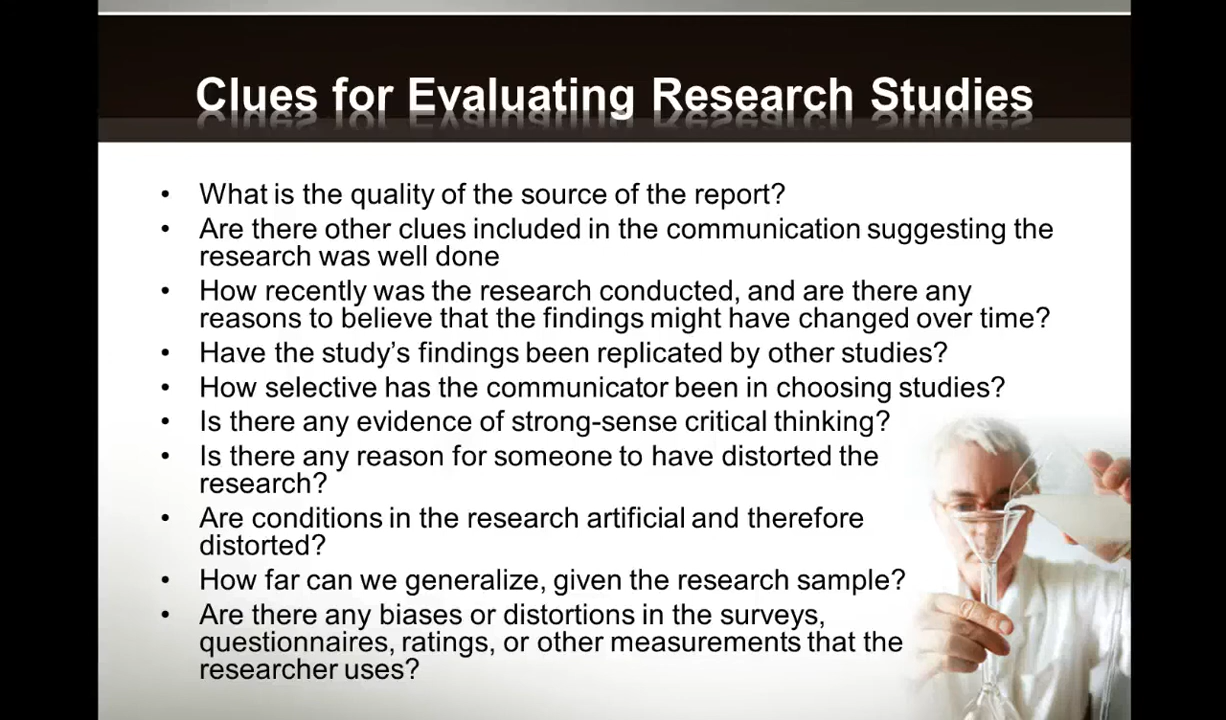 Clues for Evaluating Research Studies
• What is the quality of the source of the report?
• Are there other clues included in the communication suggesting the
research was well done
• How recently was the research conducted, and are there any
reasons to believe that the findings might have changed over time?
• Have the study’s findings been replicated by other studies?
• How selective has the communicator been in choosing studies?
• Is there any evidence of strong-sense critical thinking?
• Is there any reason for someone to have distorted the
research?
• Are conditions in the research artificial and therefore
distorted?
• How far can we generalize, given the research sample?
• Are there any biases or distortions in the surveys,
questionnaires, ratings, or other measurements that the
researcher uses?